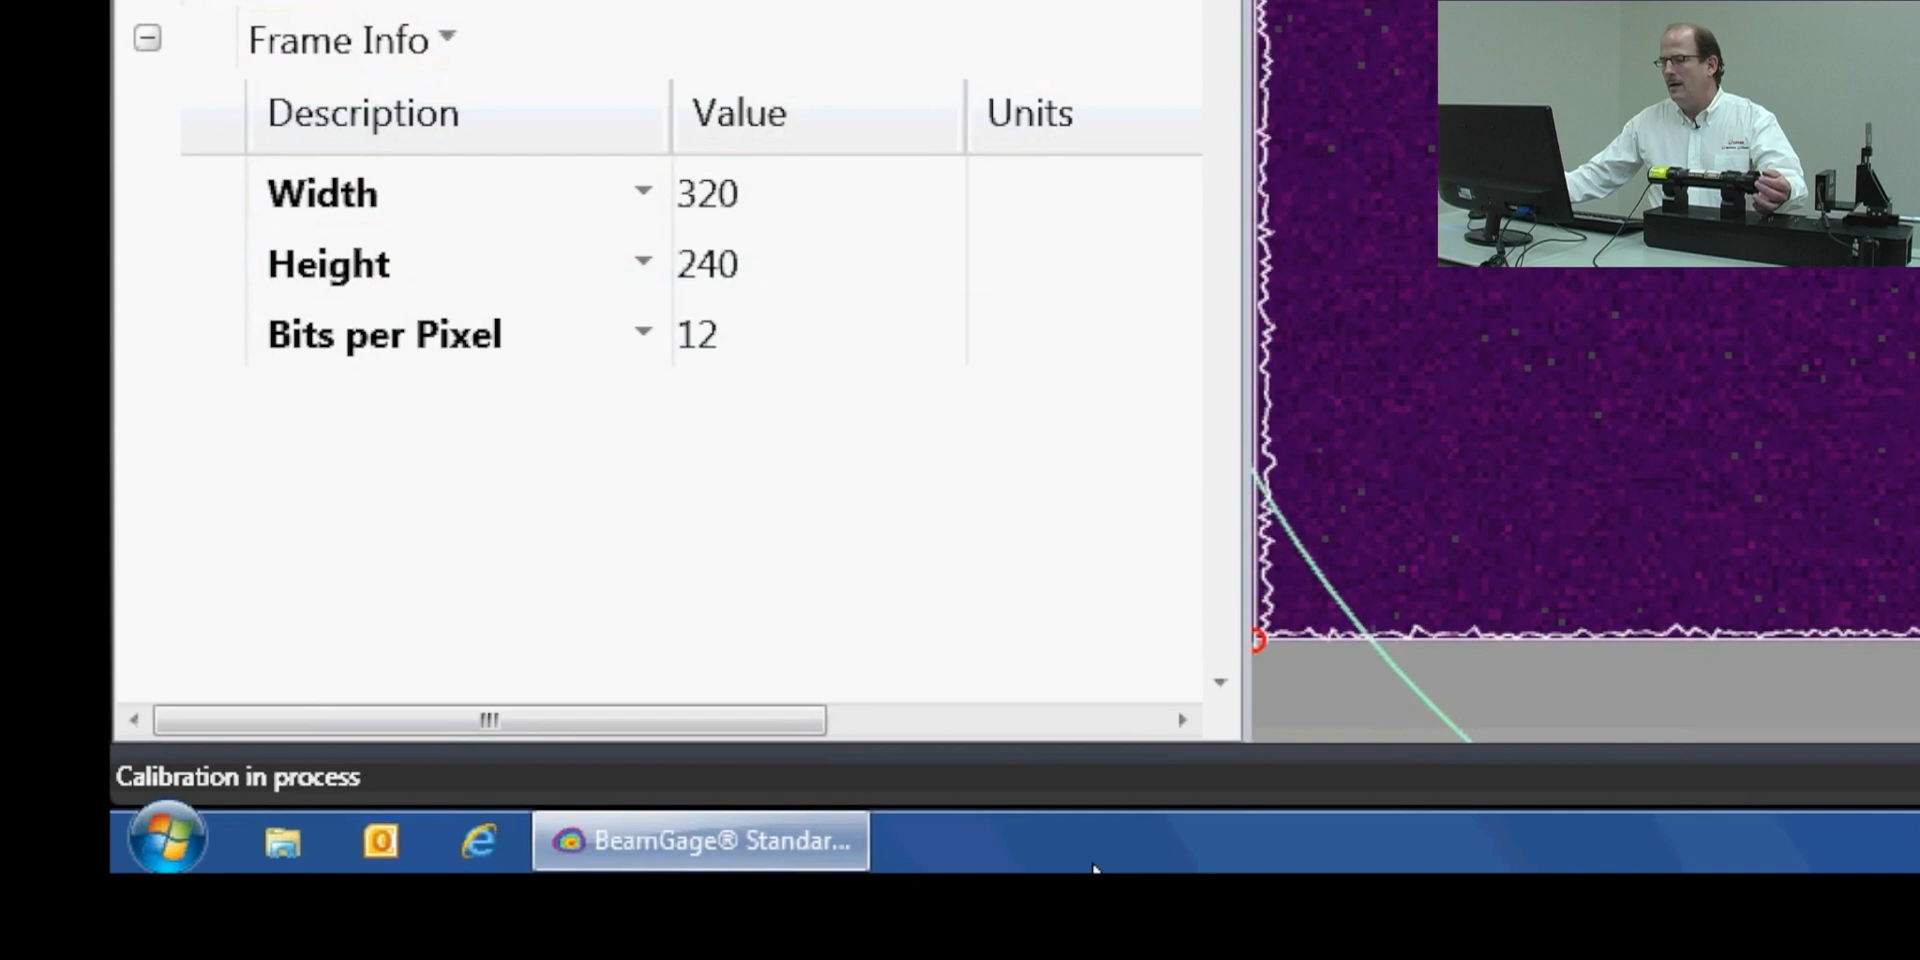 Frame Info
Description Value Units
Width 320
Height 240
Bits per Pixel 12
Calibration in process
BeamGage® Standar...